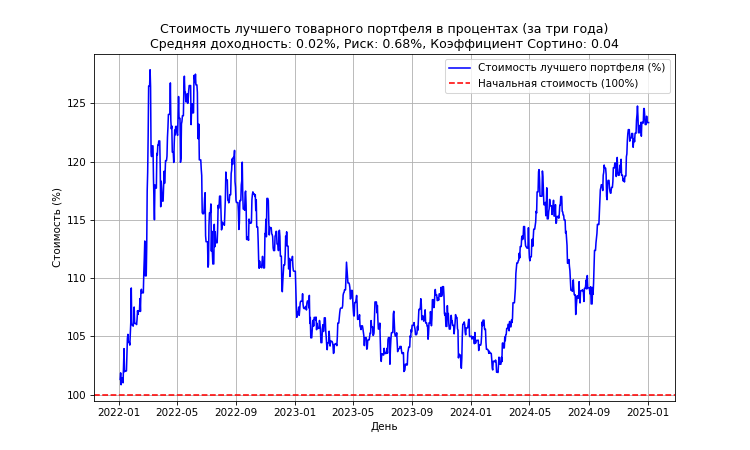 Стоимость лучшего товарного портфеля в процентах (за три года)
Средняя доходность: 0.02%, Риск: 0.68%, Коэффициент Сортино: 0.04
Стоимость лучшего портфеля (%)
Начальная стоимость (100%)
Стоимость (%)
125
120
115
110
105
100
2022-01 2022-05 2022-09 2023-01 2023-05 2023-09 2024-01 2024-05 2024-09 2025-01
День